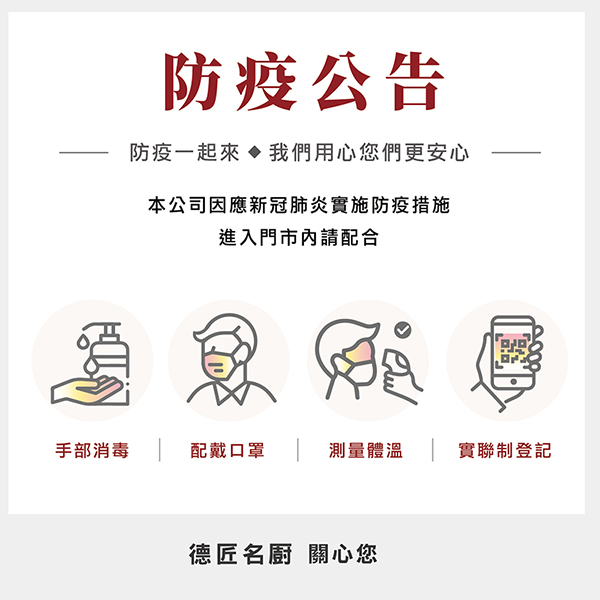 防疫公告
防疫一起來◆我們用心您們更安心
本公司因應新冠肺炎實施防疫措施
進入門市內請配合
手部消毒｜配戴口罩｜測量體溫｜實聯制登記
德匠名廚 關心您